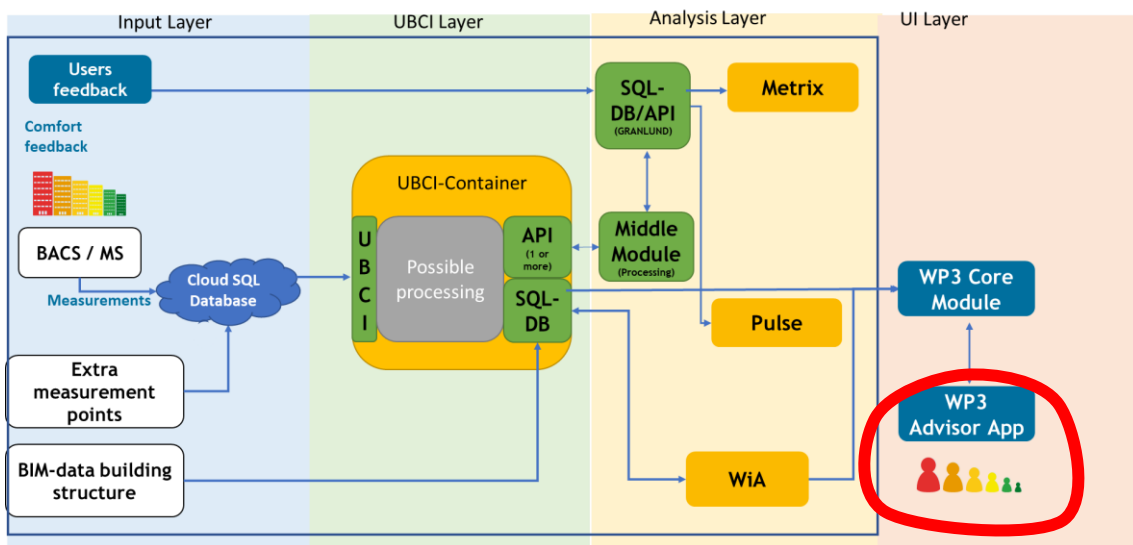 Input Layer
UBCI Layer
Analysis Layer
UI Layer
Users
feedback
Comfort
feedback
BACS / MS
Measurements
Cloud SQL
Database
Extra
measurement
points
BIM-data building
structure
UBCI-Container
U
B
C
I
Possible
processing
API
(1 or
more)
SQL-
DB
SQL-
DB/API
(GRANLUND)
Middle
Module
(Processing)
Metrix
Pulse
WiA
WP3 Core
Module
WP3
Advisor App